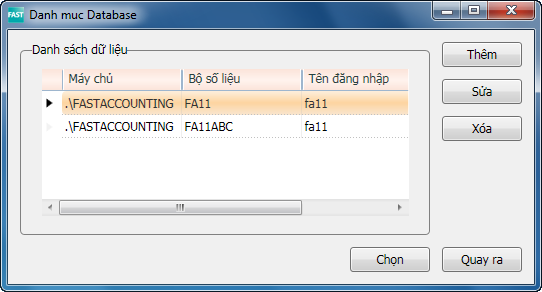 FAST Danh muc Database
Danh sách dữ liệu
Máy chủ Bộ số liệu Tên đăng nhập
.\FASTACCOUNTING FA11 fa11
.\FASTACCOUNTING FA11ABC fa11
Thêm
Sửa
Xóa
Chọn Quay ra